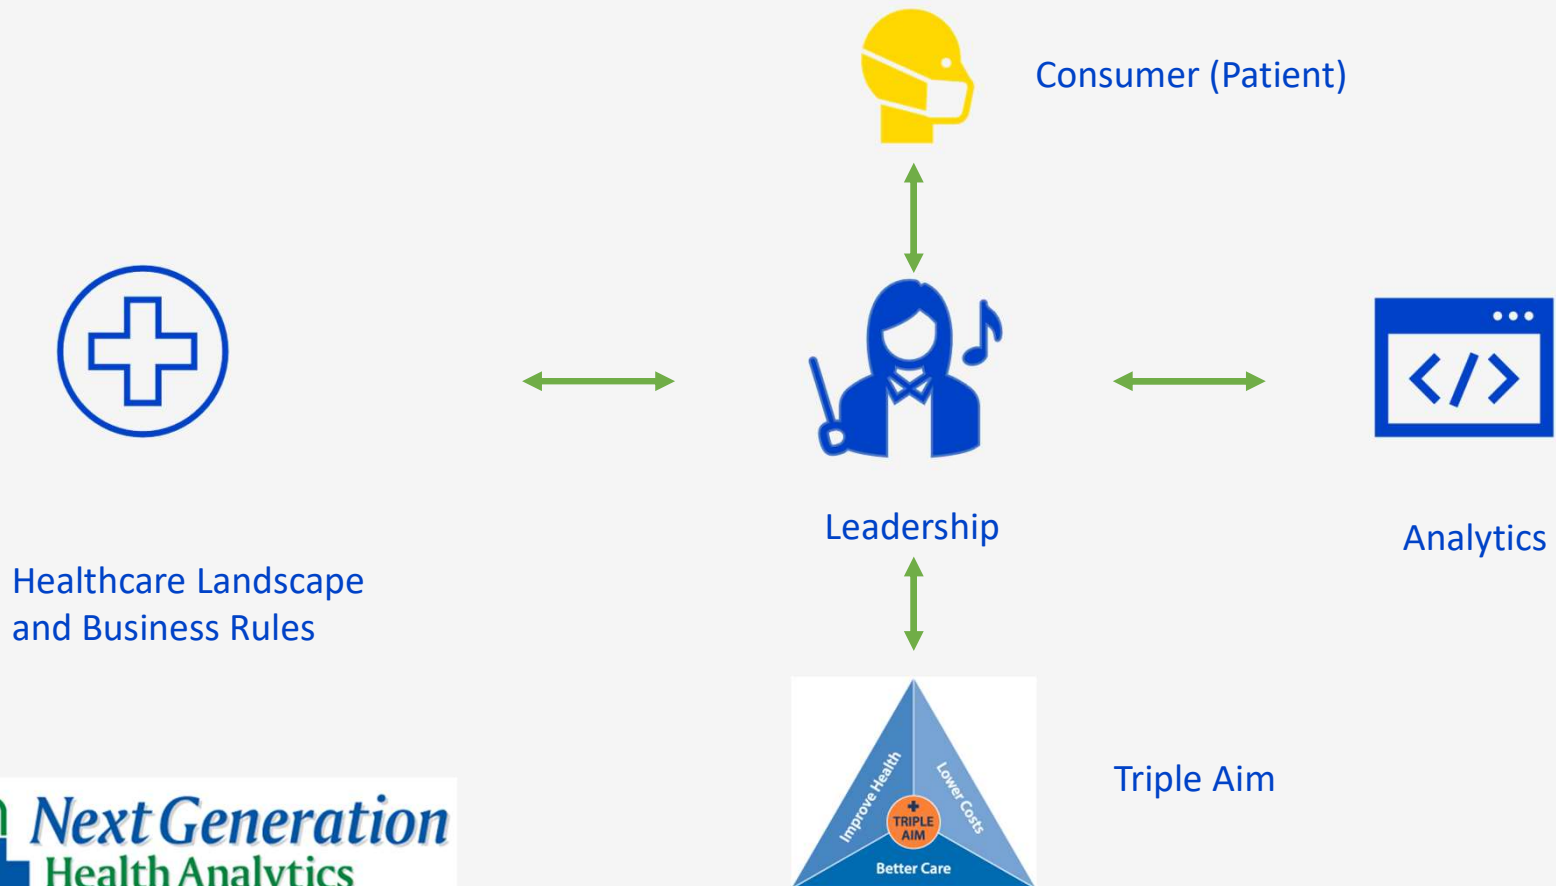 Consumer (Patient)
</>
Leadership
Analytics
Healthcare Landscape
and Business Rules
Improve Health
Lower Costs
TRIPLE
AIM
Better Care
Triple Aim
Next Generation
Health Analytics